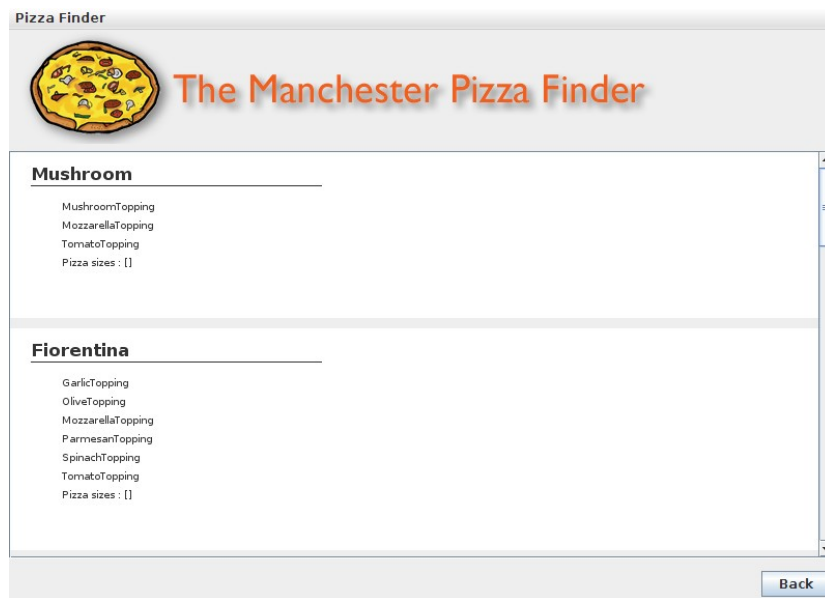 Pizza Finder
The Manchester Pizza Finder
Mushroom
MushroomTopping
MozzarellaTopping
TomatoTopping
Pizza sizes : []
Fiorentina
GarlicTopping
OliveTopping
MozzarellaTopping
ParmesanTopping
SpinachTopping
TomatoTopping
Pizza sizes : []
Back